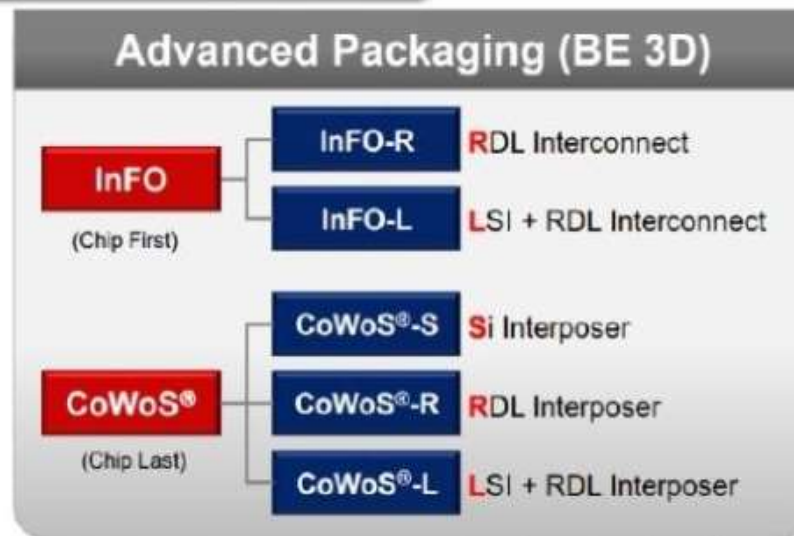 Advanced Packaging (BE 3D)
InFO
(Chip First)
InFO-R RDL Interconnect
InFO-L LSI + RDL Interconnect
CoWoS®
(Chip Last)
CoWoS®-S Si Interposer
CoWoS®-R RDL Interposer
CoWoS®-L LSI + RDL Interposer